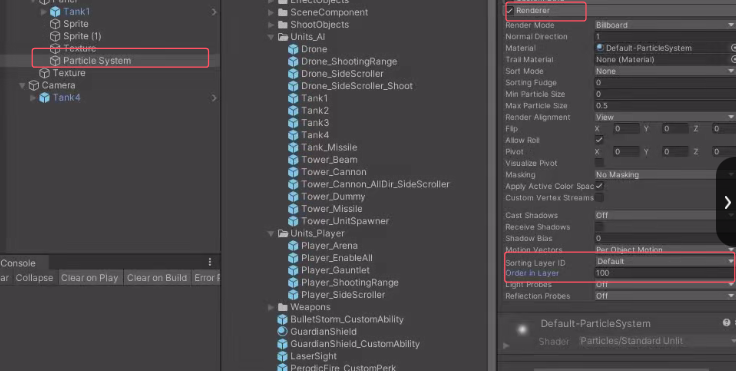 Panel
Tank1
Sprite
Sprite (1)
Texture
Particle System
Texture
Camera
Tank4
Console
Collapse
Clear on Play
Clear on Build
Error
EffectObjects
SceneComponent
ShootObjects
Units_AI
Drone
Drone_ShootingRange
Drone_SideScroller
Drone_SideScroller_Shoot
Tank1
Tank2
Tank3
Tank4
Tank_Missile
Tower_Beam
Tower_Cannon
Tower_Cannon_AllDir_SideScroller
Tower_Dummy
Tower_Missile
Tower_UnitSpawner
Units_Player
Player_Arena
Player_EnableAll
Player_Gauntlet
Player_ShootingRange
Player_SideScroller
Weapons
BulletStorm_CustomAbility
GuardianShield
GuardianShield_CustomAbility
LaserSight
PerodicFire_CustomPerk
Renderer
Render Mode Billboard
Normal Direction 1
Material Default-ParticleSystem
Trail Material None (Material)
Sort Mode None
Sorting Fudge 0
Min Particle Size 0
Max Particle Size 0.5
Render Alignment View
Flip X 0 Y 0 Z 0
Allow Roll
Pivot X 0 Y 0 Z 0
Visualize Pivot
Masking No Masking
Apply Active Color Spac
Custom Vertex Streams
Cast Shadows Off
Receive Shadows
Shadow Bias 0
Motion Vectors Per Object Motion
Sorting Layer ID Default
Order in Layer 100
Light Probes Off
Reflection Probes Off
Default-ParticleSystem
Shader Particles/Standard Unlit